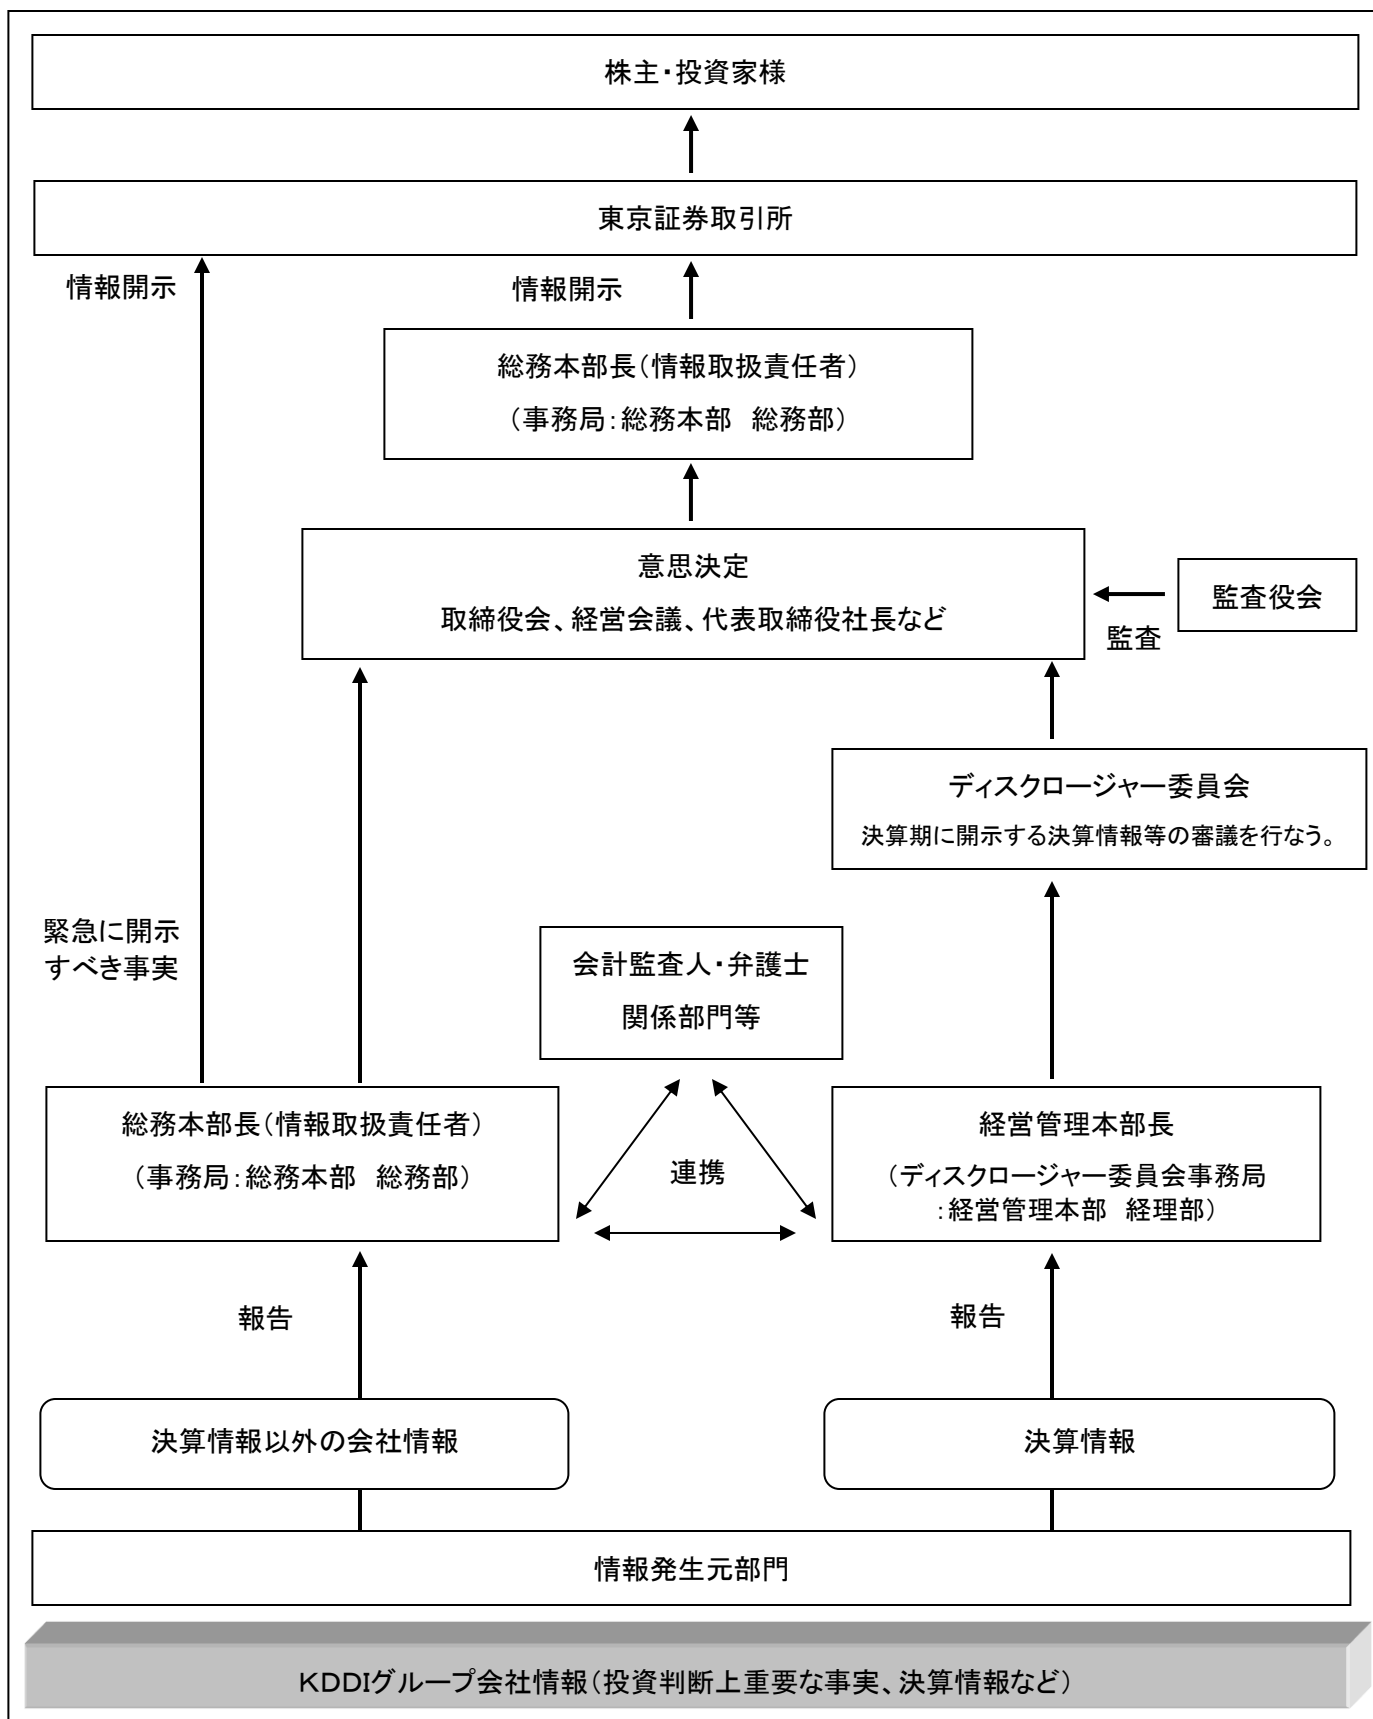 株主・投資家様
東京証券取引所
情報開示
情報開示
総務本部長(情報取扱責任者)
(事務局:総務本部　総務部)
意思決定
取締役会、経営会議、代表取締役社長など
監査役会
監査
ディスクロージャー委員会
決算期に開示する決算情報等の審議を行なう。
緊急に開示
すべき事実
会計監査人・弁護士
関係部門等
総務本部長(情報取扱責任者)
(事務局:総務本部　総務部)
連携
経営管理本部長
(ディスクロージャー委員会事務局
:経営管理本部　経理部)
報告
報告
決算情報以外の会社情報
決算情報
情報発生元部門
KDDIグループ会社情報(投資判断上重要な事実、決算情報など)